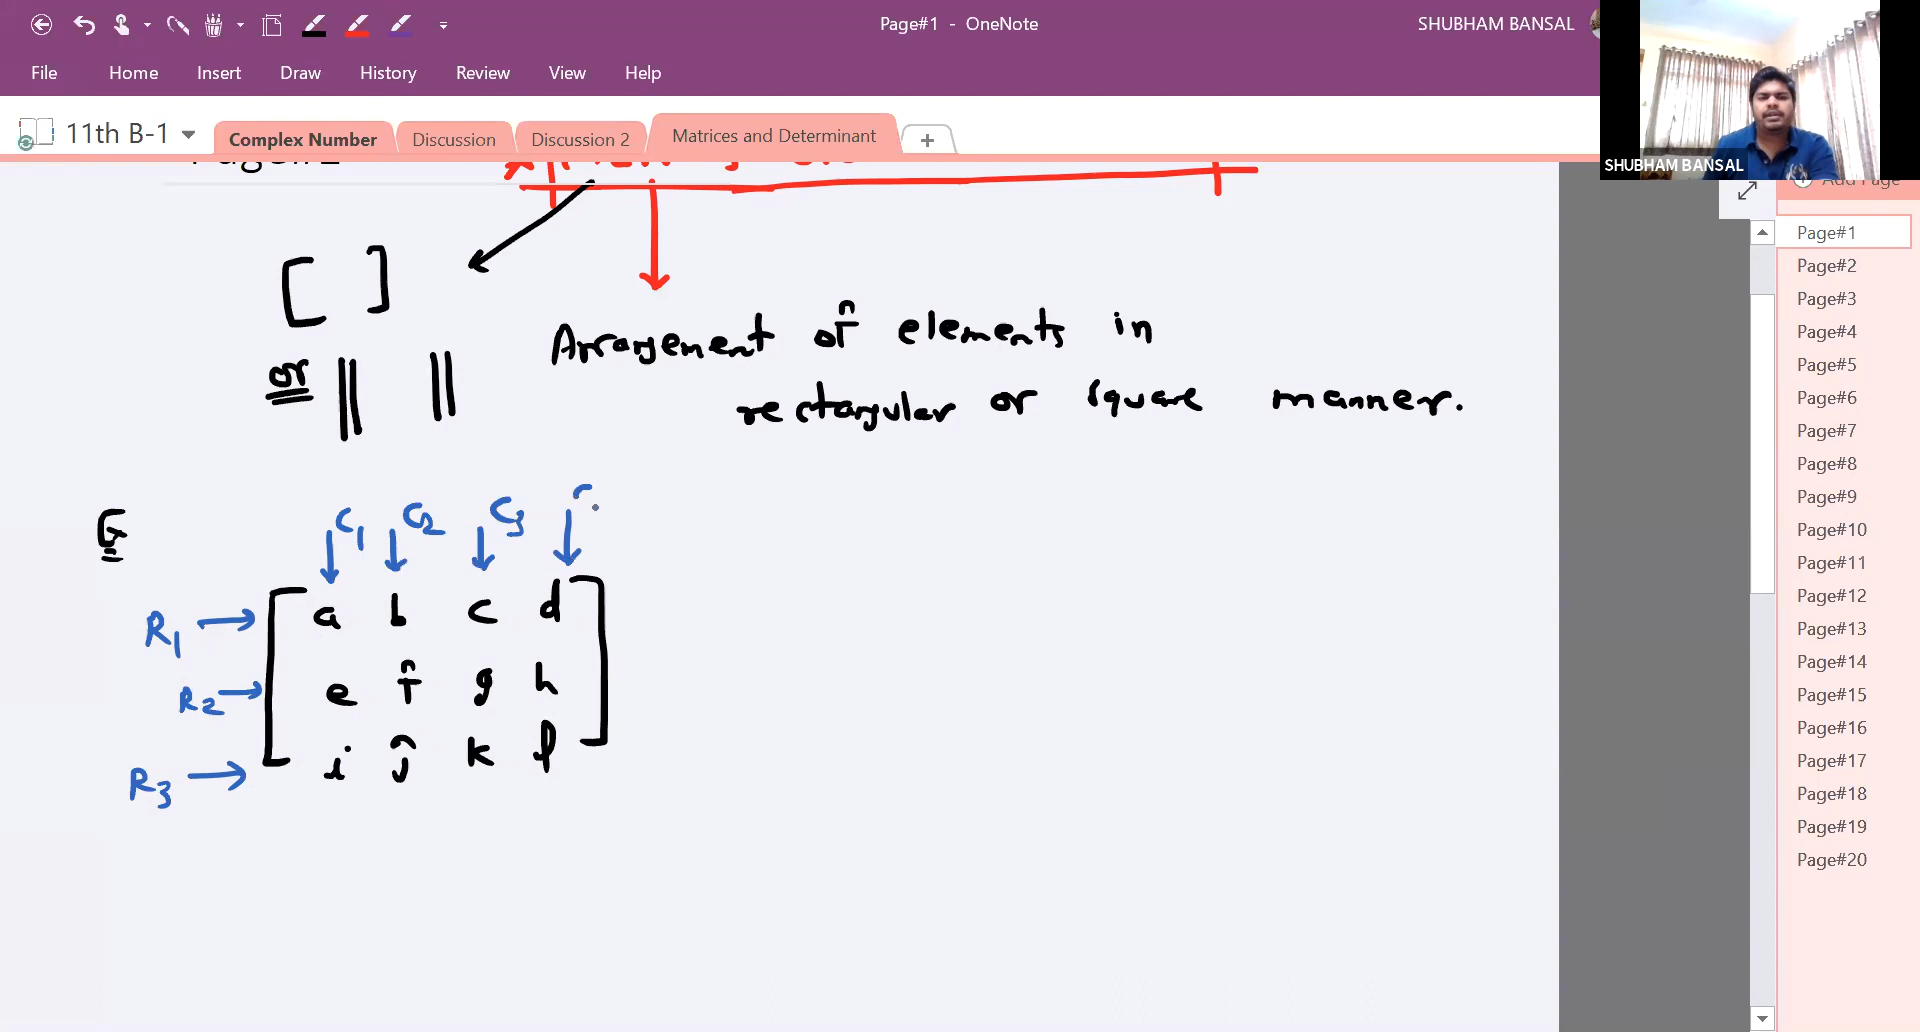 Page#1 - OneNote
SHUBHAM BANSAL
File Home Insert Draw History Review View Help
11th B-1
Complex Number Discussion Discussion 2 Matrices and Determinant +
SHUBHAM BANSAL
Add Page
Page#1
Page#2
Page#3
Page#4
Page#5
Page#6
Page#7
Page#8
Page#9
Page#10
Page#11
Page#12
Page#13
Page#14
Page#15
Page#16
Page#17
Page#18
Page#19
Page#20
[ ]
or || ||
Arrangement of elements in
rectangular or square manner.
C1 C2 C3
R1 → [ a b c d
R2 → e f g h ]
R3 → i j k l